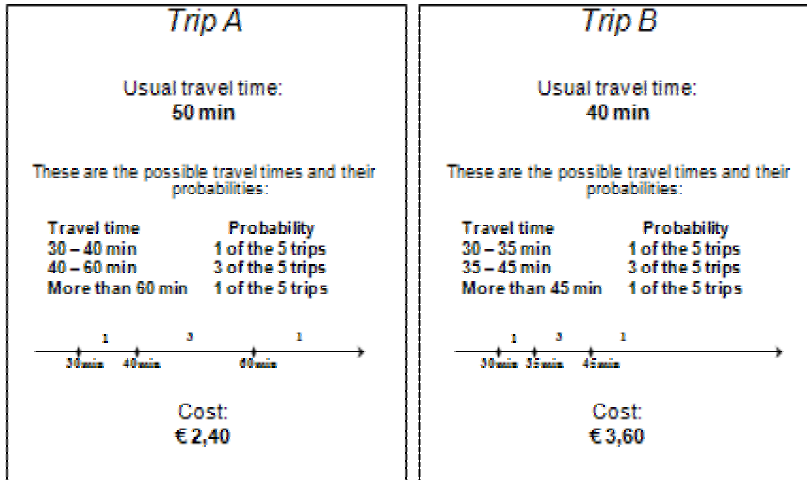 Trip A
Usual travel time:
50 min
These are the possible travel times and their
probabilities:
Travel time Probability
30 – 40 min 1 of the 5 trips
40 – 60 min 3 of the 5 trips
More than 60 min 1 of the 5 trips
1 3 1
30min 40min 60min
Cost:
€ 2,40
Trip B
Usual travel time:
40 min
These are the possible travel times and their
probabilities:
Travel time Probability
30 – 35 min 1 of the 5 trips
35 – 45 min 3 of the 5 trips
More than 45 min 1 of the 5 trips
1 3 1
30min 35min 45min
Cost:
€ 3,60